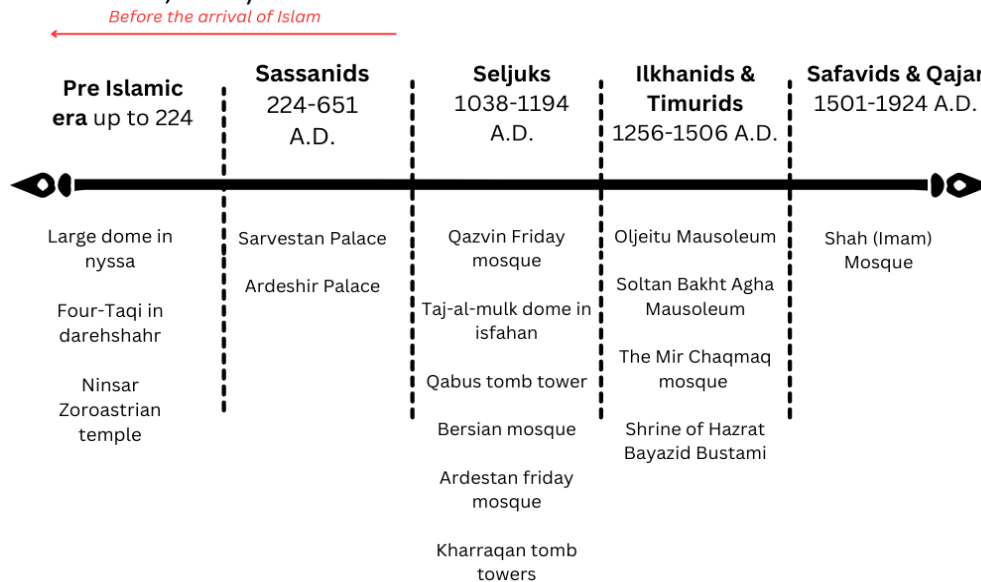 Before the arrival of Islam
Pre Islamic
era up to 224
Sassanids
224-651
A.D.
Seljuks
1038-1194
A.D.
Ilkhanids &
Timurids
1256-1506 A.D.
Safavids & Qajar
1501-1924 A.D.
Large dome in
nyssa
Four-Taqi in
darehshahr
Ninsar
Zoroastrian
temple
Sarvestan Palace
Ardeshir Palace
Qazvin Friday
mosque
Taj-al-mulk dome in
isfahan
Qabus tomb tower
Bersian mosque
Ardestan friday
mosque
Kharraqan tomb
towers
Oljeitu Mausoleum
Soltan Bakht Agha
Mausoleum
The Mir Chaqmaq
mosque
Shrine of Hazrat
Bayazid Bustami
Shah (Imam)
Mosque